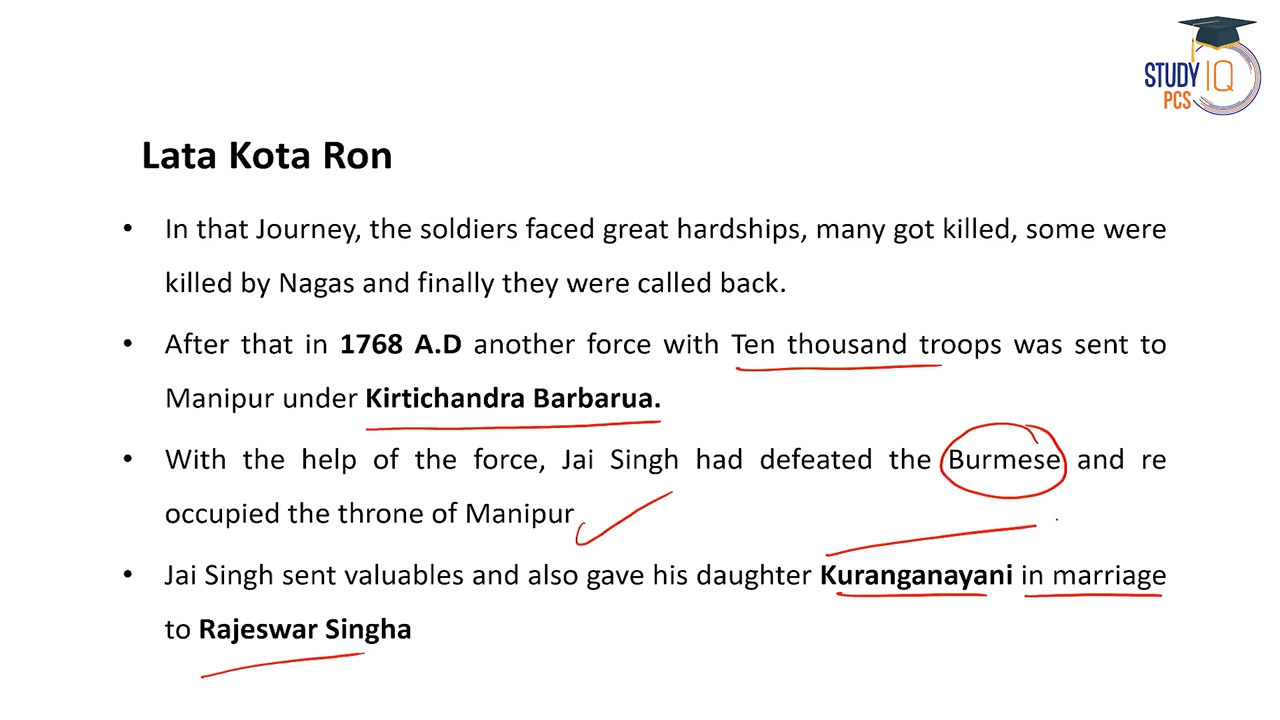 STUDY IQ
PCS
Lata Kota Ron
• In that Journey, the soldiers faced great hardships, many got killed, some were
killed by Nagas and finally they were called back.
• After that in 1768 A.D another force with Ten thousand troops was sent to
Manipur under Kirtichandra Barbarua.
• With the help of the force, Jai Singh had defeated the Burmese and re
occupied the throne of Manipur
• Jai Singh sent valuables and also gave his daughter Kuranganayani in marriage
to Rajeswar Singha